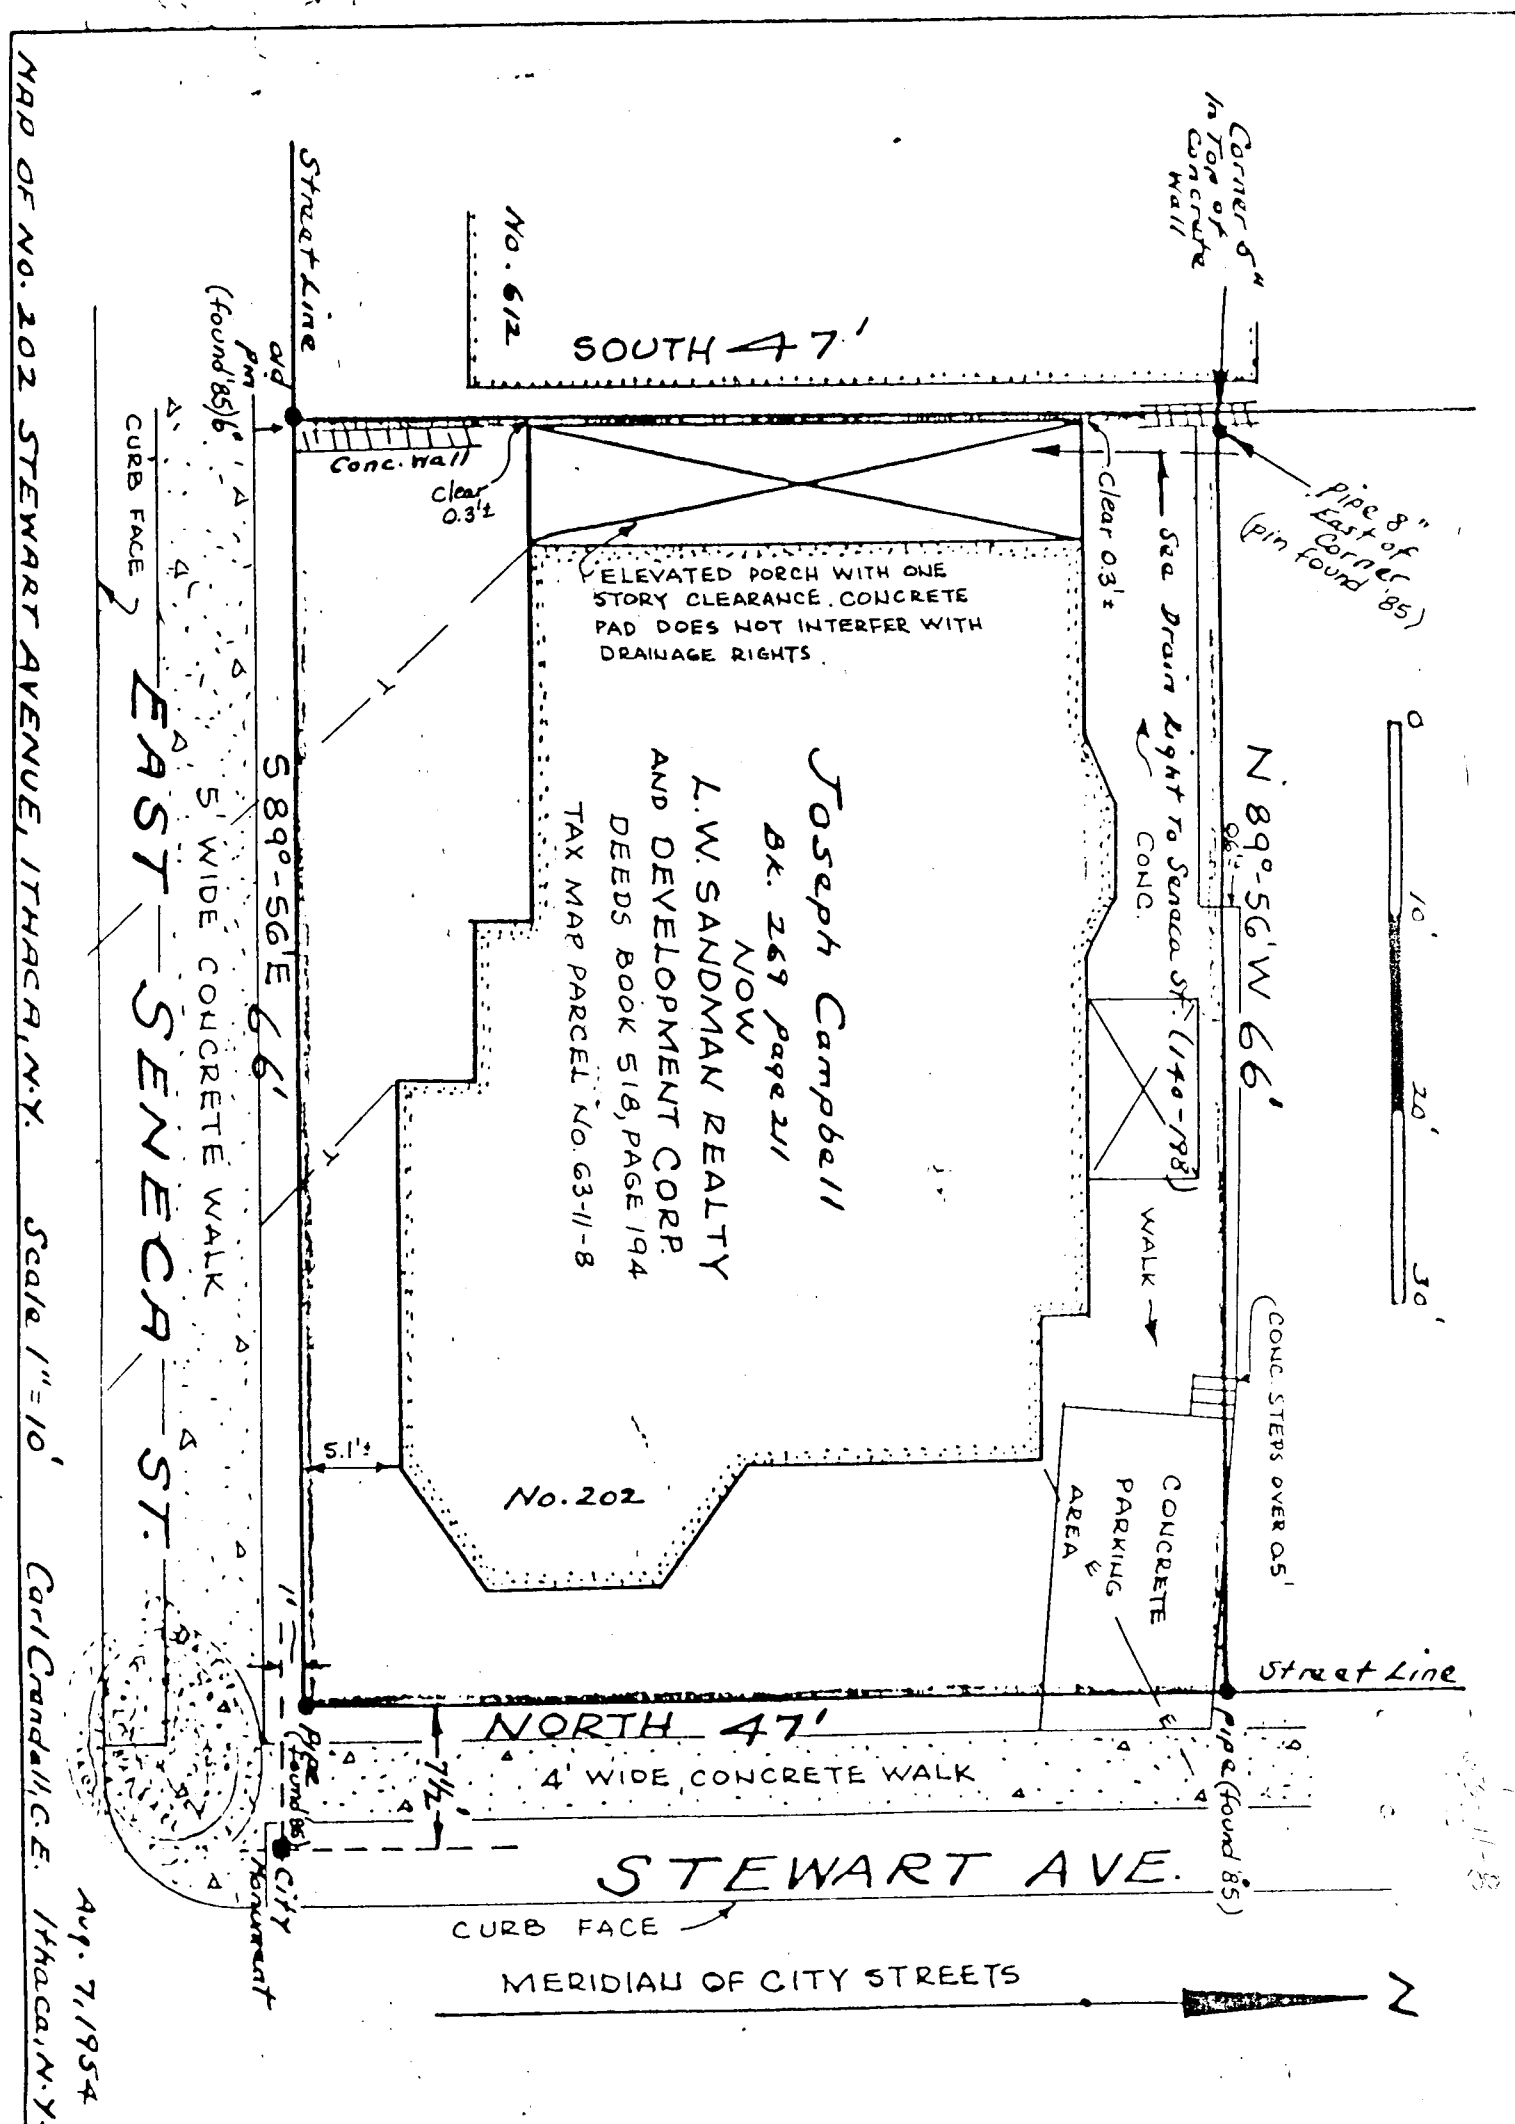 Corner 5"
In Top of
Concrete
Wall
Street Line
No. 612
SOUTH 47'
old
pin
(found '85) 6"
Conc. Wall
Clear
0.3'±
Clear 0.3'±
Pipe 8"
East of
Corner
(pin found '85)
See Drain Right To Seneca St. (140-198)
CONC.
WALK
ELEVATED PORCH WITH ONE
STORY CLEARANCE. CONCRETE
PAD DOES NOT INTERFER WITH
DRAINAGE RIGHTS.
N 89°-56' W 66'
0 10' 20' 30'
Joseph Campbell
BK. 269 Page 211
NOW
L.W. SANDMAN REALTY
AND DEVELOPMENT CORP.
DEEDS BOOK 518, PAGE 194
TAX MAP PARCEL No. 63-11-8
S 89°-56' E 66'
5' WIDE CONCRETE WALK
CURB FACE
EAST SENECA ST.
5.1'±
No. 202
CONC. STEPS OVER 0.5'
CONCRETE
PARKING
AREA
Street Line
1"
NORTH 47'
Pipe
(found '85)
Pipe (found '85)
7½'
4' WIDE CONCRETE WALK
City
Monument
STEWART AVE.
CURB FACE
MERIDIAN OF CITY STREETS
N
MAP OF NO. 202 STEWART AVENUE, ITHACA, N.Y. Scale 1"=10' Carl Crandall, C.E. Ithaca, N.Y.
Aug. 7, 1954